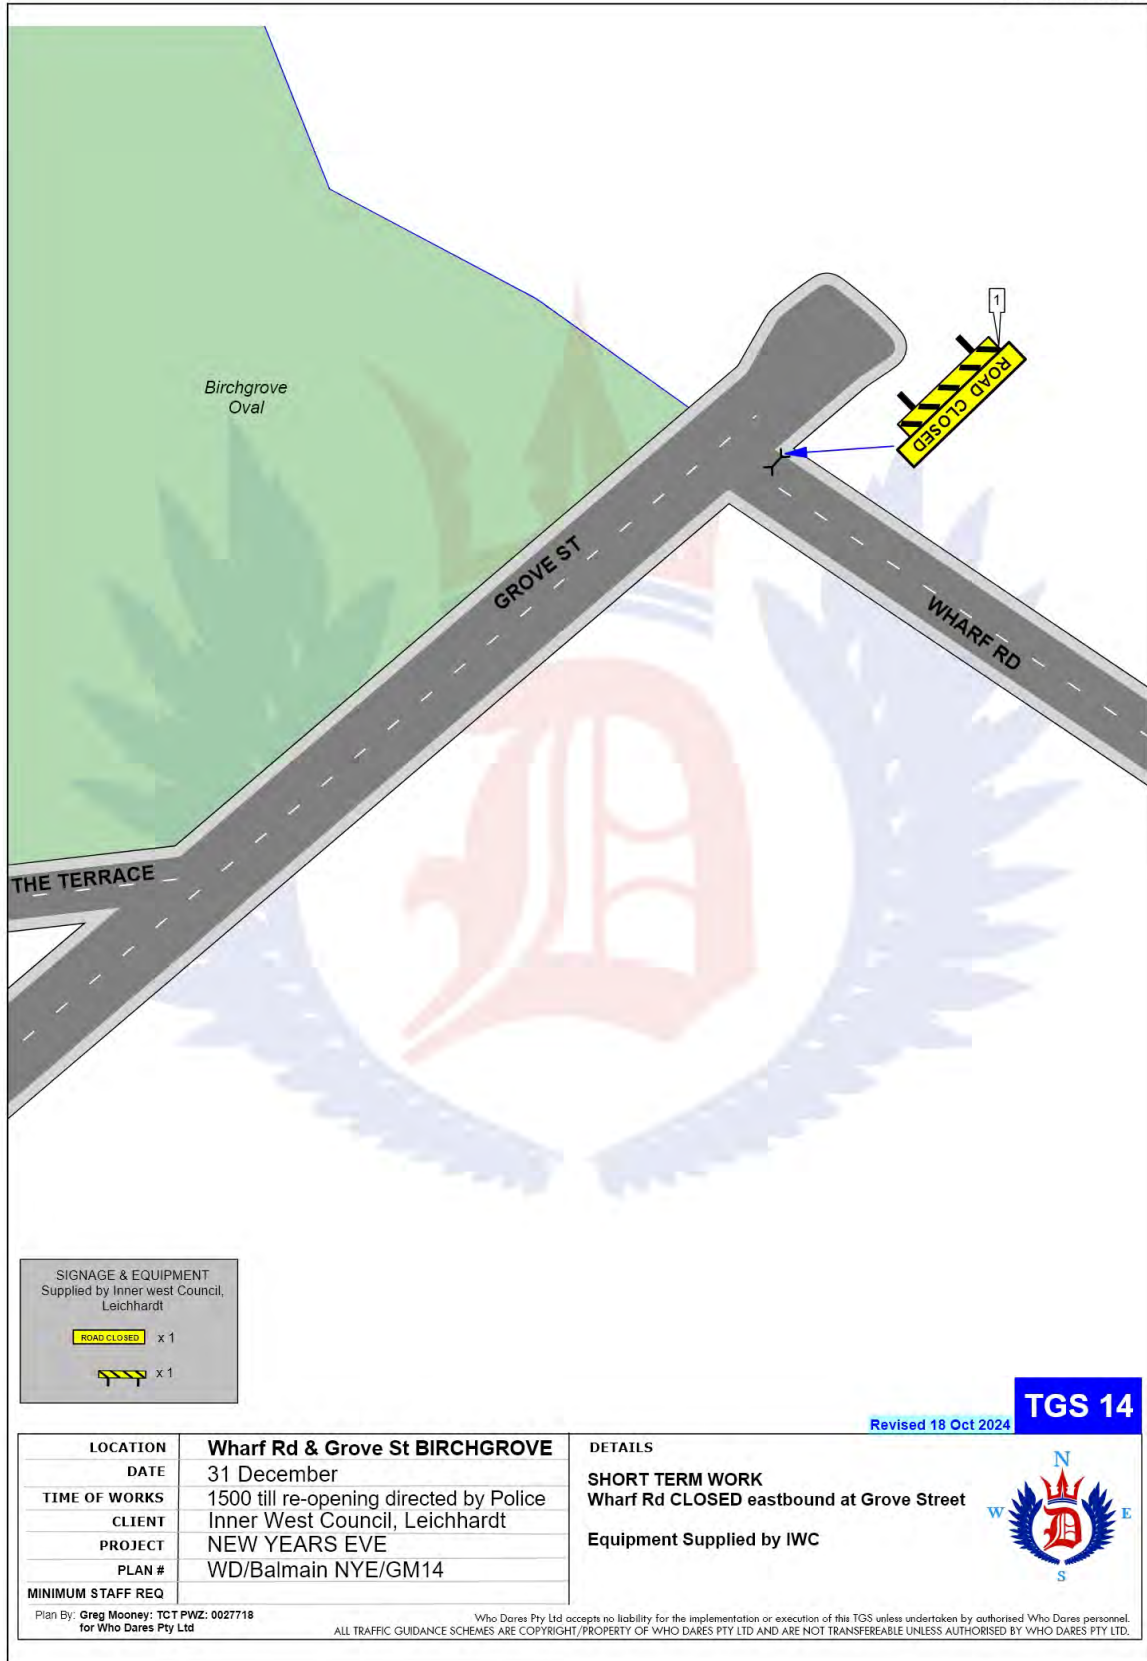 Birchgrove
Oval
1
ROAD CLOSED
GROVE ST
WHARF RD
THE TERRACE
SIGNAGE & EQUIPMENT
Supplied by Inner west Council,
Leichhardt
ROAD CLOSED x 1
x 1
TGS 14
Revised 18 Oct 2024
LOCATION Wharf Rd & Grove St BIRCHGROVE
DATE 31 December
TIME OF WORKS 1500 till re-opening directed by Police
CLIENT Inner West Council, Leichhardt
PROJECT NEW YEARS EVE
PLAN # WD/Balmain NYE/GM14
MINIMUM STAFF REQ
DETAILS
SHORT TERM WORK
Wharf Rd CLOSED eastbound at Grove Street
Equipment Supplied by IWC
N
W D E
S
Plan By: Greg Mooney: TCT PWZ: 0027718
for Who Dares Pty Ltd
Who Dares Pty Ltd accepts no liability for the implementation or execution of this TGS unless undertaken by authorised Who Dares personnel.
ALL TRAFFIC GUIDANCE SCHEMES ARE COPYRIGHT/PROPERTY OF WHO DARES PTY LTD AND ARE NOT TRANSFEREABLE UNLESS AUTHORISED BY WHO DARES PTY LTD.